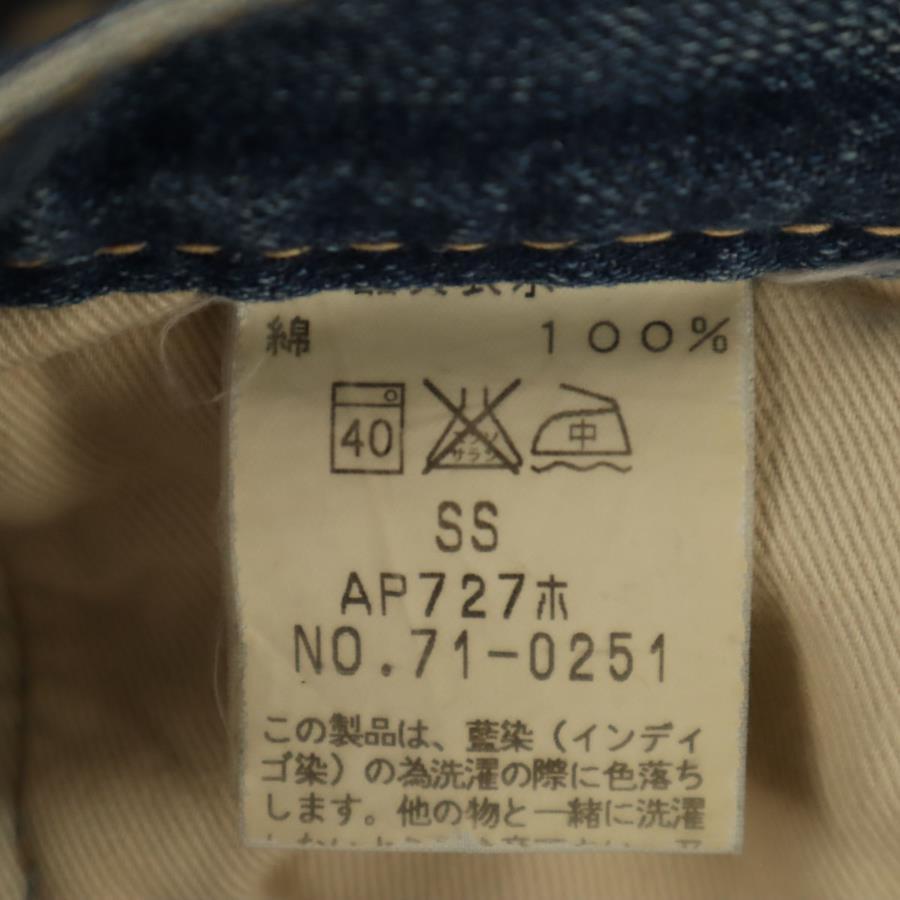 綿 100%
40 エンソ サラシ 中
SS
AP727ホ
NO.71-0251
この製品は、藍染（インディ
ゴ染）の為洗濯の際に色落ち
します。他の物と一緒に洗濯